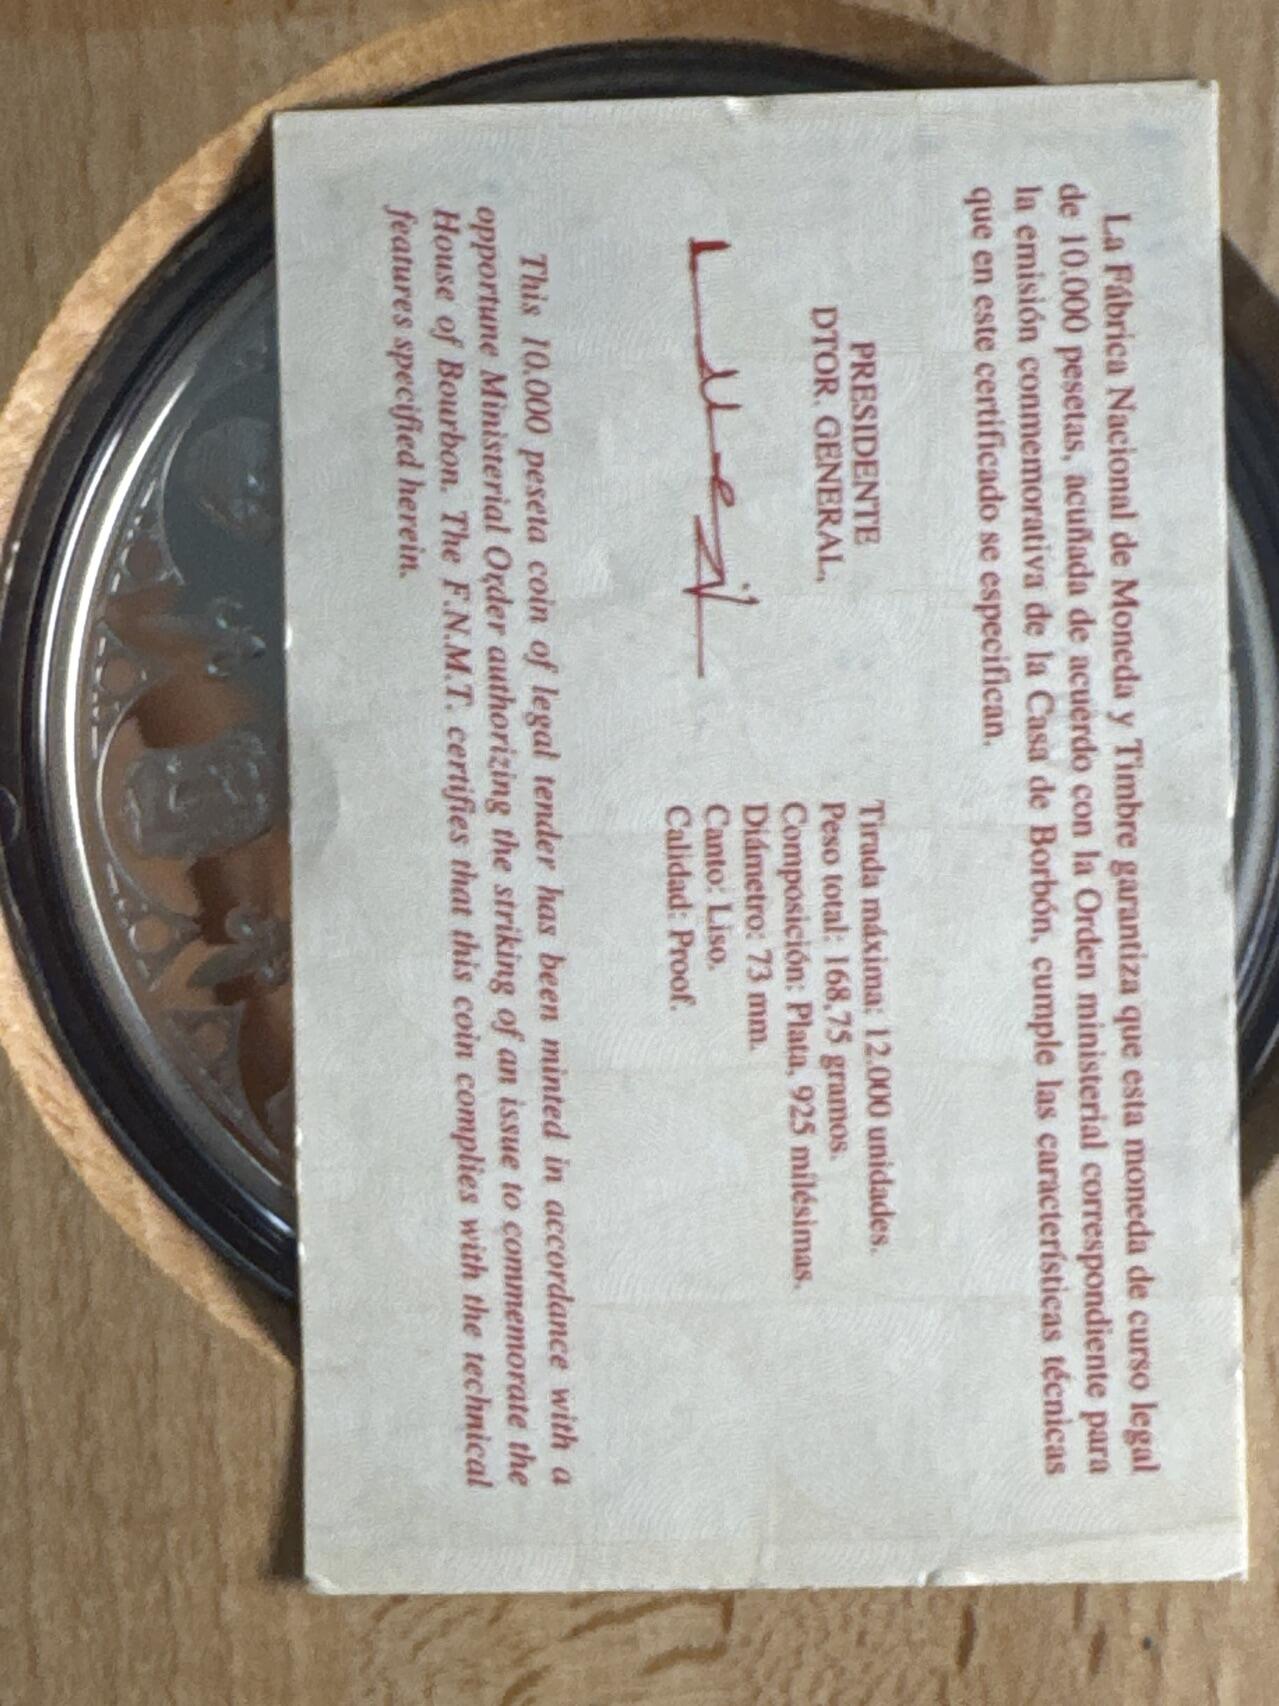 La Fábrica Nacional de Moneda y Timbre garantiza que esta moneda de curso legal
de 10.000 pesetas, acuñada de acuerdo con la Orden ministerial correspondiente para
la emisión conmemorativa de la Casa de Borbón, cumple las características técnicas
que en este certificado se especifican.
PRESIDENTE
DTOR. GENERAL,
Tirada máxima: 12.000 unidades.
Peso total: 168,75 gramos.
Composición: Plata, 925 milésimas.
Diámetro: 73 mm.
Canto: Liso.
Calidad: Proof.
This 10.000 peseta coin of legal tender has been minted in accordance with a
opportune Ministerial Order authorizing the striking of an issue to commemorate the
House of Bourbon. The F.N.M.T. certifies that this coin complies with the technical
features specified herein.